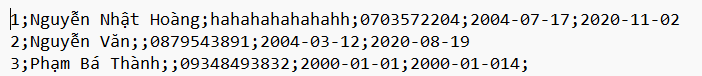 1;Nguyễn Nhật Hoàng;hahahahahahahh;0703572204;2004-07-17;2020-11-02
2;Nguyễn Văn;;0879543891;2004-03-12;2020-08-19
3;Phạm Bá Thành;;09348493832;2000-01-01;2000-01-014;